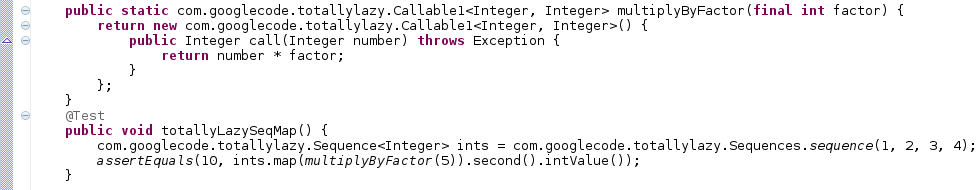 public static com.googlecode.totallylazy.Callable1<Integer, Integer> multiplyByFactor(final int factor) {
return new com.googlecode.totallylazy.Callable1<Integer, Integer>() {
public Integer call(Integer number) throws Exception {
return number * factor;
}
};
}
@Test
public void totallyLazySeqMap() {
com.googlecode.totallylazy.Sequence<Integer> ints = com.googlecode.totallylazy.Sequences.sequence(1, 2, 3, 4);
assertEquals(10, ints.map(multiplyByFactor(5)).second().intValue());
}